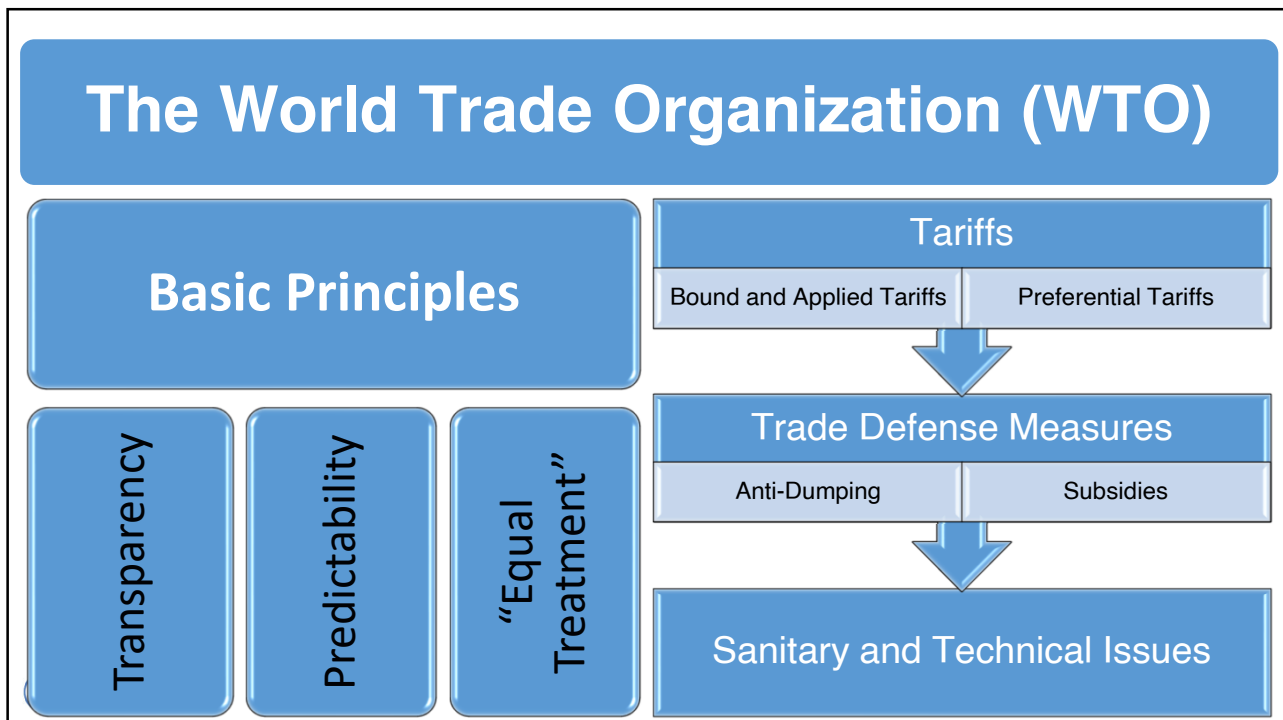 The World Trade Organization (WTO)
Basic Principles
Transparency
Predictability
“Equal
Treatment”
Tariffs
Bound and Applied Tariffs
Preferential Tariffs
Trade Defense Measures
Anti-Dumping
Subsidies
Sanitary and Technical Issues